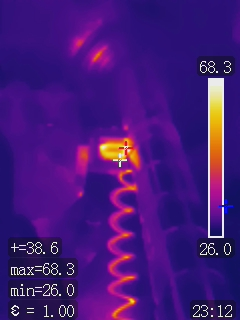 68.3
26.0
+=38.6
max=68.3
min=26.0
ε = 1.00
23:12